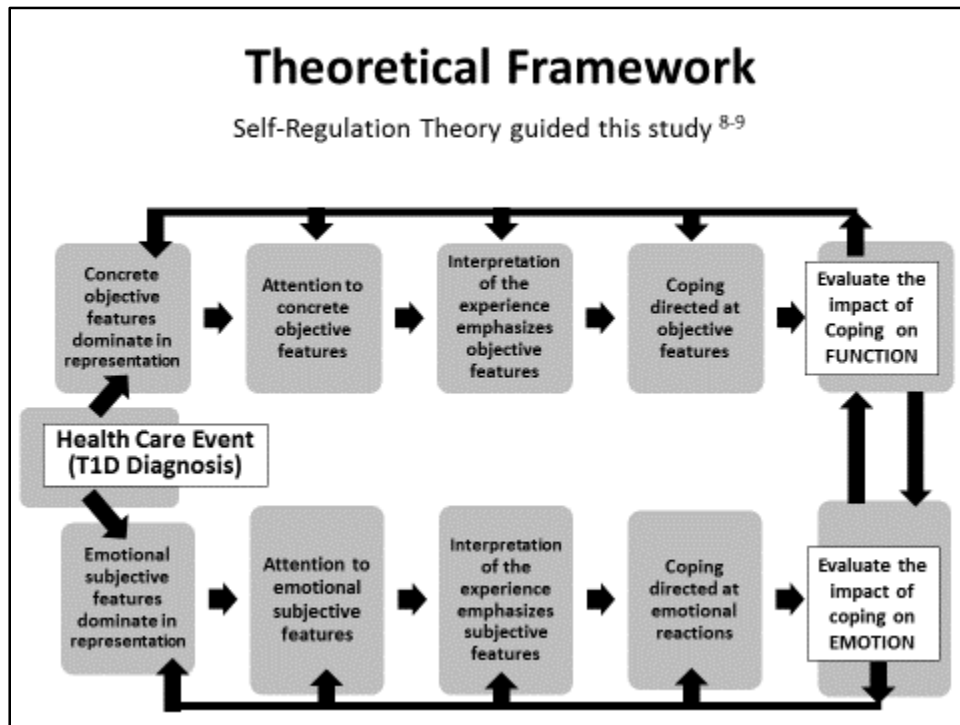 Theoretical Framework
Self-Regulation Theory guided this study 8-9
Concrete
objective
features
dominate in
representation
Attention to
concrete
objective
features
Interpretation
of the
experience
emphasizes
objective
features
Coping
directed at
objective
features
Evaluate the
impact of
Coping on
FUNCTION
Health Care Event
(T1D Diagnosis)
Emotional
subjective
features
dominate in
representation
Attention to
emotional
subjective
features
Interpretation
of the
experience
emphasizes
subjective
features
Coping
directed at
emotional
reactions
Evaluate the
impact of
coping on
EMOTION